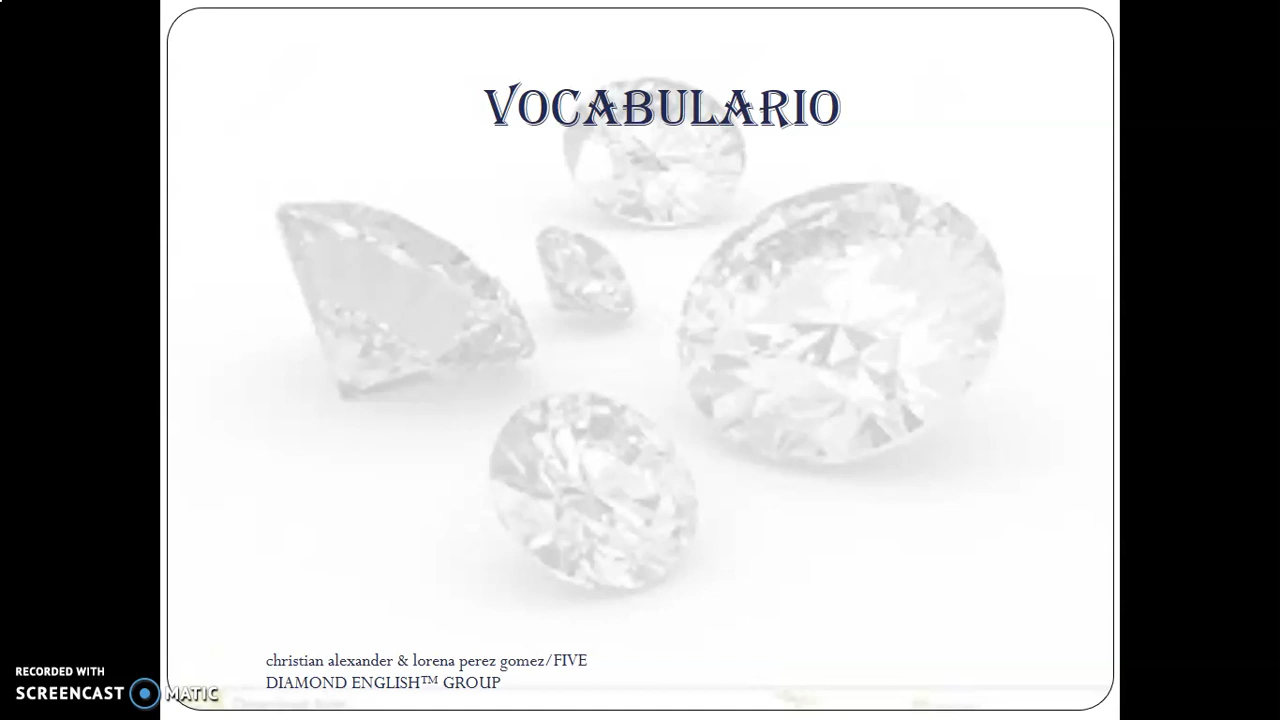 VOCABULARIO
christian alexander & lorena perez gomez/FIVE
DIAMOND ENGLISH™ GROUP
RECORDED WITH
SCREENCAST MATIC